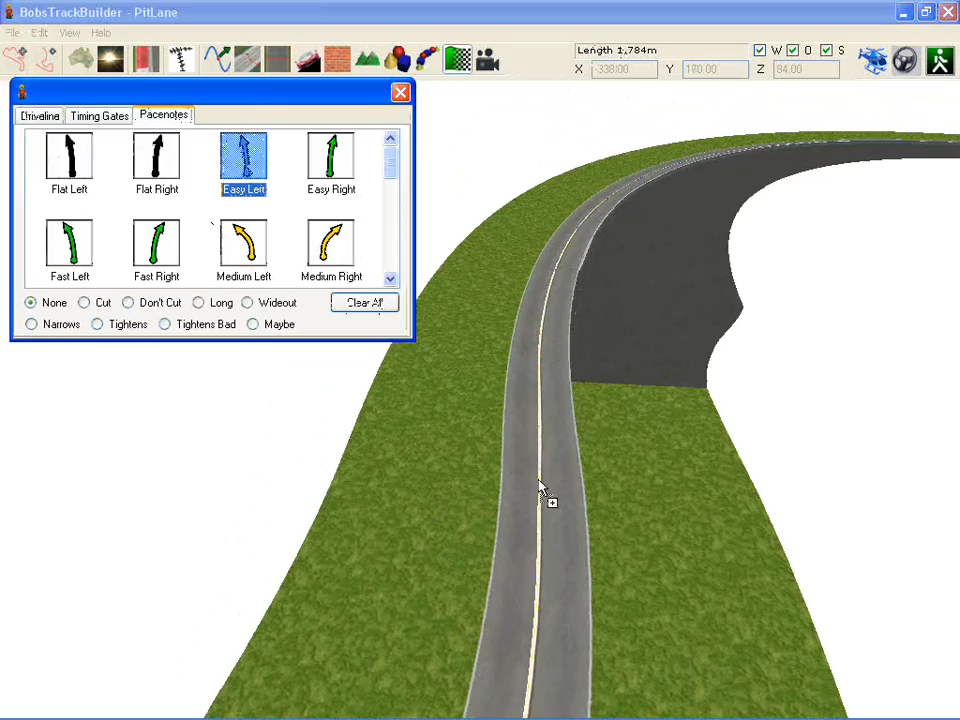 BobsTrackBuilder - PitLane
File Edit View Help
Length 1,784m
W O S
X -338.00 Y 170.00 Z 84.00
Driveline Timing Gates Pacenotes
Flat Left Flat Right Easy Left Easy Right
Fast Left Fast Right Medium Left Medium Right
None Cut Don't Cut Long Wideout Clear All
Narrows Tightens Tightens Bad Maybe